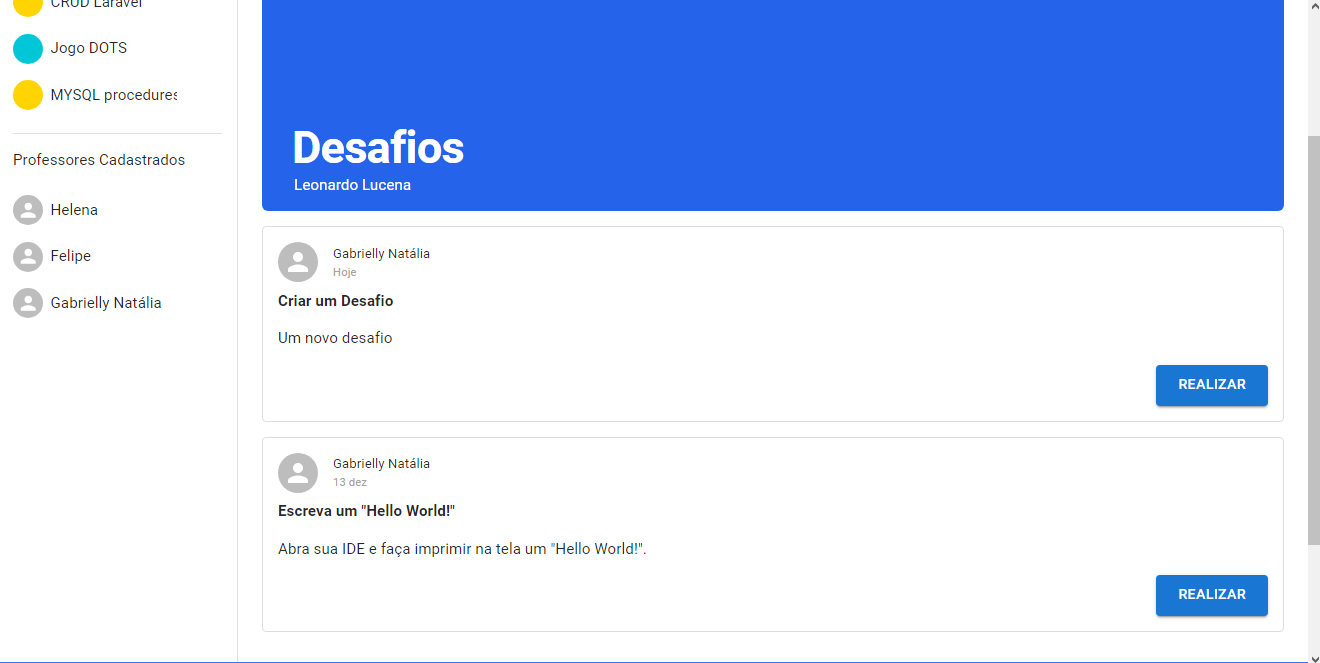 CRUD Laravel
Jogo DOTS
MYSQL procedures
Professores Cadastrados
Helena
Felipe
Gabrielly Natália
Desafios
Leonardo Lucena
Gabrielly Natália
Hoje
Criar um Desafio
Um novo desafio
REALIZAR
Gabrielly Natália
13 dez
Escreva um "Hello World!"
Abra sua IDE e faça imprimir na tela um "Hello World!".
REALIZAR